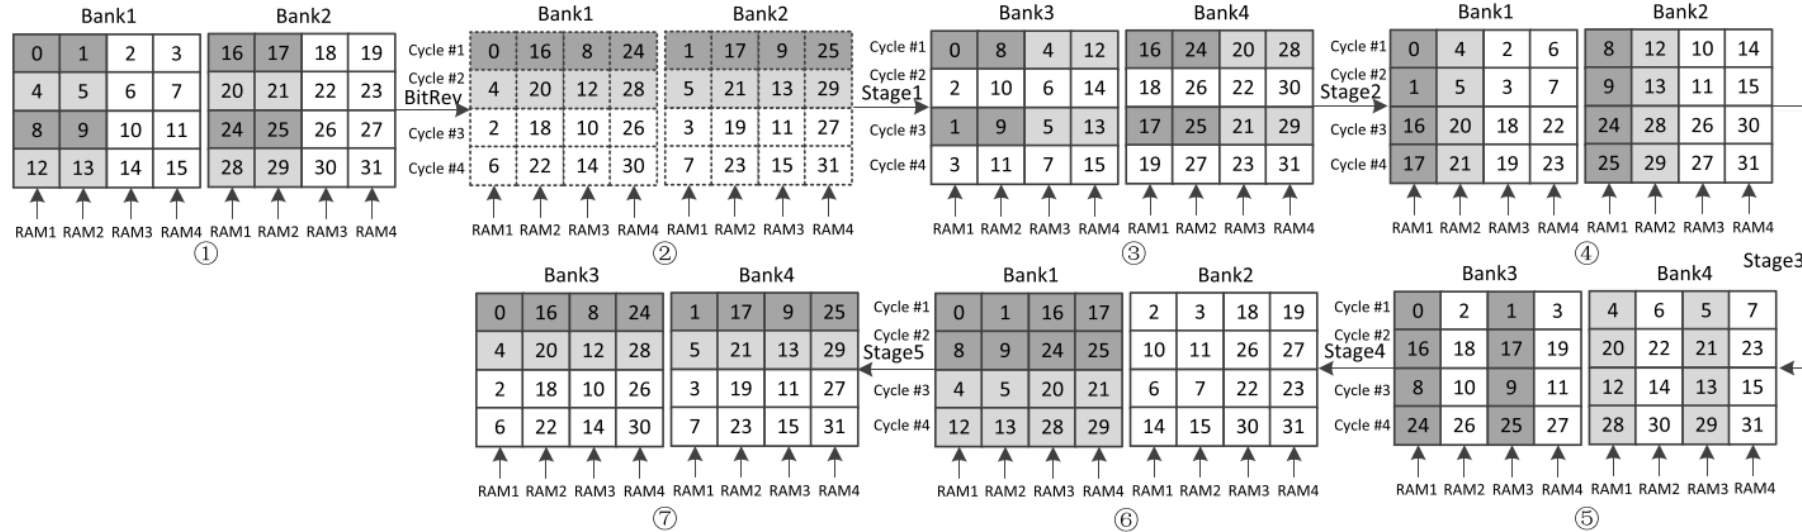 Bank1 Bank2
0 1 2 3 16 17 18 19
4 5 6 7 20 21 22 23
8 9 10 11 24 25 26 27
12 13 14 15 28 29 30 31
RAM1 RAM2 RAM3 RAM4 RAM1 RAM2 RAM3 RAM4
①
BitRev
Bank1 Bank2
Cycle #1 0 16 8 24 1 17 9 25
Cycle #2 4 20 12 28 5 21 13 29
Cycle #3 2 18 10 26 3 19 11 27
Cycle #4 6 22 14 30 7 23 15 31
RAM1 RAM2 RAM3 RAM4 RAM1 RAM2 RAM3 RAM4
②
Stage1
Bank3 Bank4
Cycle #1 0 8 4 12 16 24 20 28
Cycle #2 2 10 6 14 18 26 22 30
Cycle #3 1 9 5 13 17 25 21 29
Cycle #4 3 11 7 15 19 27 23 31
RAM1 RAM2 RAM3 RAM4 RAM1 RAM2 RAM3 RAM4
③
Stage2
Bank1 Bank2
Cycle #1 0 4 2 6 8 12 10 14
Cycle #2 1 5 3 7 9 13 11 15
Cycle #3 16 20 18 22 24 28 26 30
Cycle #4 17 21 19 23 25 29 27 31
RAM1 RAM2 RAM3 RAM4 RAM1 RAM2 RAM3 RAM4
④
Stage3
Bank3 Bank4
Cycle #1 0 2 1 3 4 6 5 7
Cycle #2 16 18 17 19 20 22 21 23
Cycle #3 8 10 9 11 12 14 13 15
Cycle #4 24 26 25 27 28 30 29 31
RAM1 RAM2 RAM3 RAM4 RAM1 RAM2 RAM3 RAM4
⑤
Stage4
Bank1 Bank2
Cycle #1 0 1 16 17 2 3 18 19
Cycle #2 8 9 24 25 10 11 26 27
Cycle #3 4 5 20 21 6 7 22 23
Cycle #4 12 13 28 29 14 15 30 31
RAM1 RAM2 RAM3 RAM4 RAM1 RAM2 RAM3 RAM4
⑥
Stage5
Bank3 Bank4
0 16 8 24 1 17 9 25
4 20 12 28 5 21 13 29
2 18 10 26 3 19 11 27
6 22 14 30 7 23 15 31
RAM1 RAM2 RAM3 RAM4 RAM1 RAM2 RAM3 RAM4
⑦